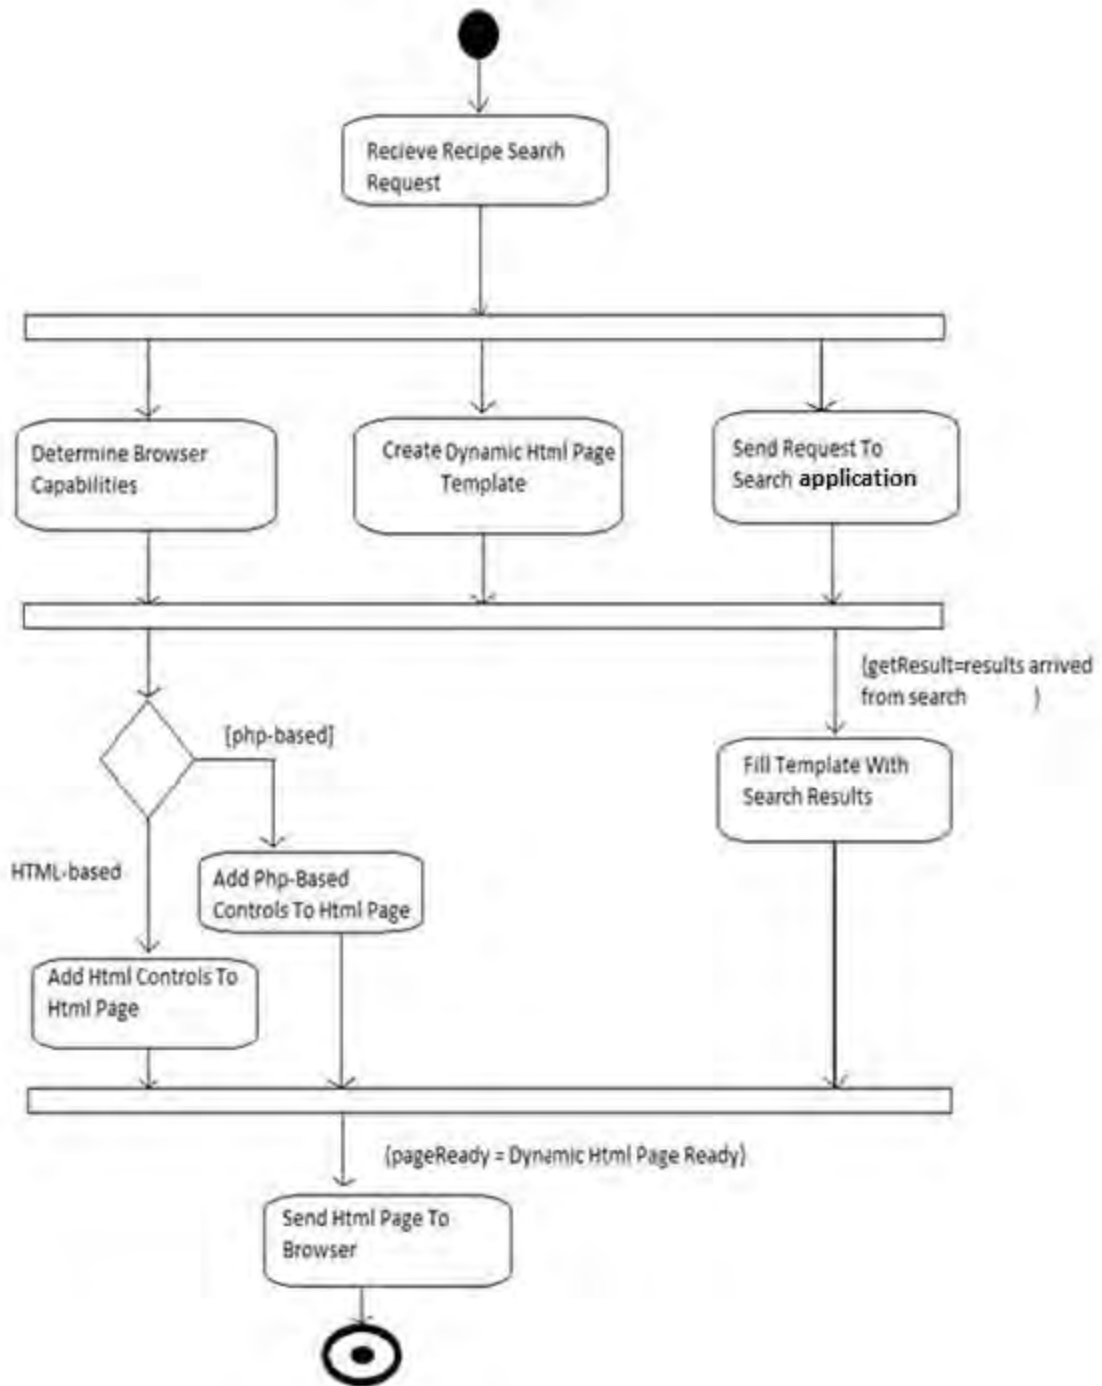 Recieve Recipe Search
Request
Determine Browser
Capabilities
Create Dynamic Html Page
Template
Send Request To
Search application
{getResult=results arrived
from search }
[php-based]
Fill Template With
Search Results
HTML-based
Add Php-Based
Controls To Html Page
Add Html Controls To
Html Page
{pageReady = Dynamic Html Page Ready}
Send Html Page To
Browser